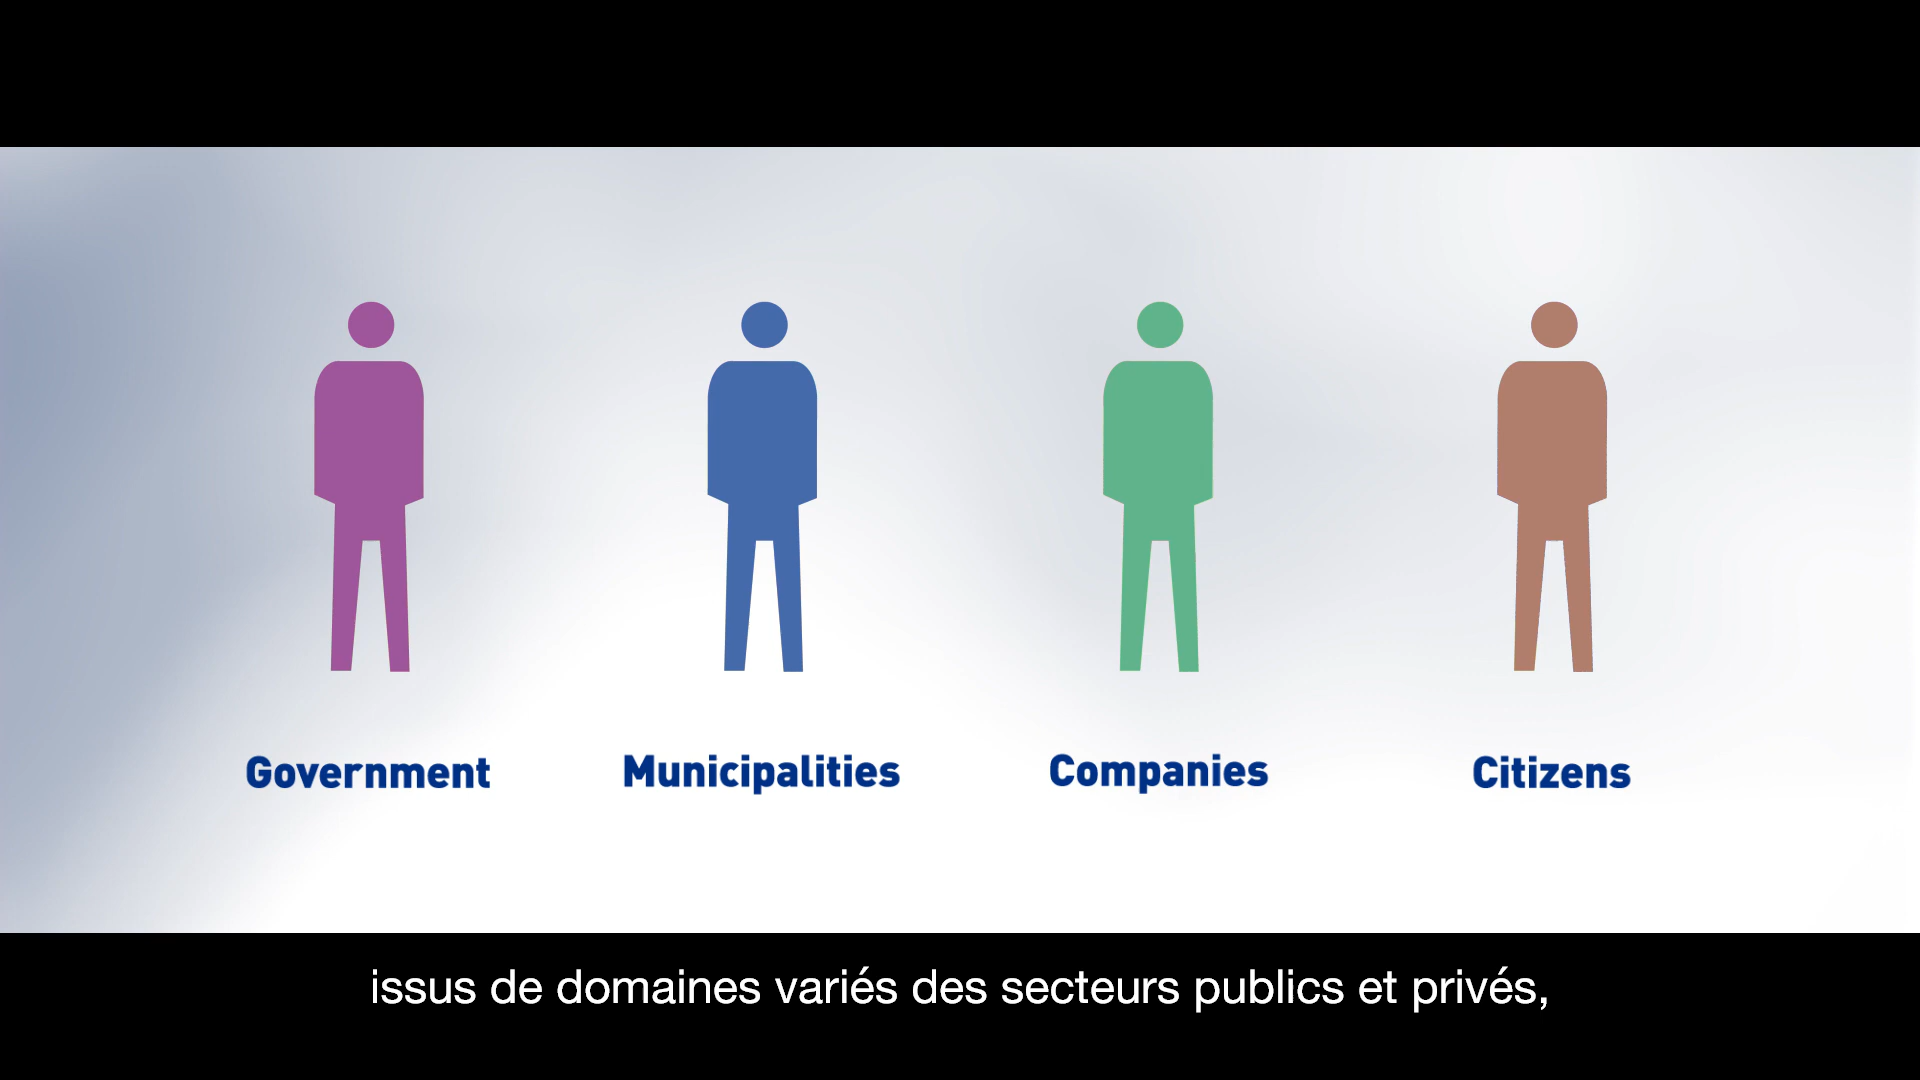 Government
Municipalities
Companies
Citizens
issus de domaines variés des secteurs publics et privés,